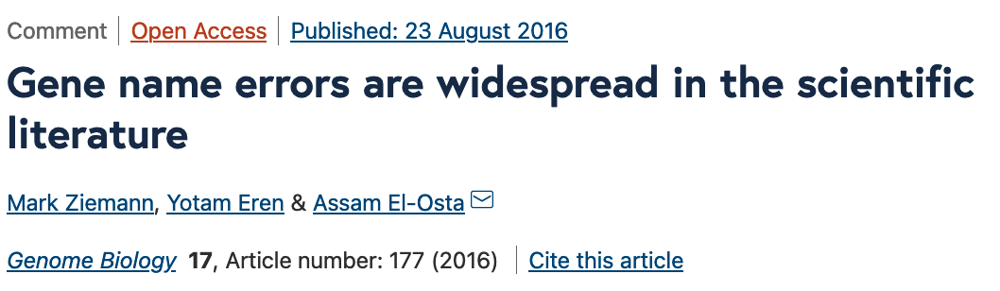 Comment | Open Access | Published: 23 August 2016
Gene name errors are widespread in the scientific
literature
Mark Ziemann, Yotam Eren & Assam El-Osta
Genome Biology 17, Article number: 177 (2016) | Cite this article